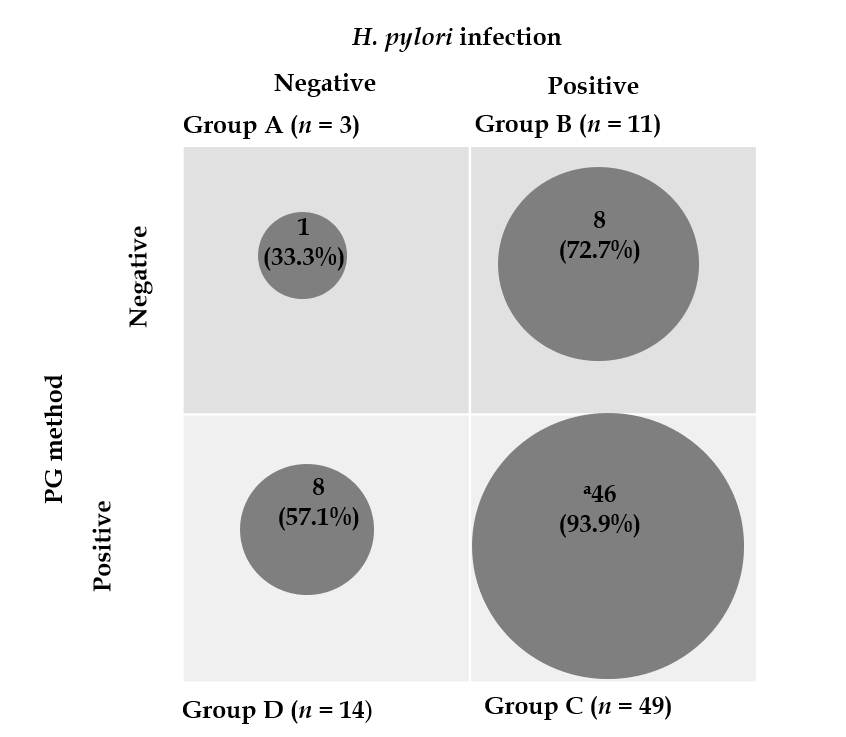 H. pylori infection
Negative
Positive
Group A (n = 3)
Group B (n = 11)
Negative
1
(33.3%)
8
(72.7%)
PG method
Positive
8
(57.1%)
ᵃ46
(93.9%)
Group D (n = 14)
Group C (n = 49)